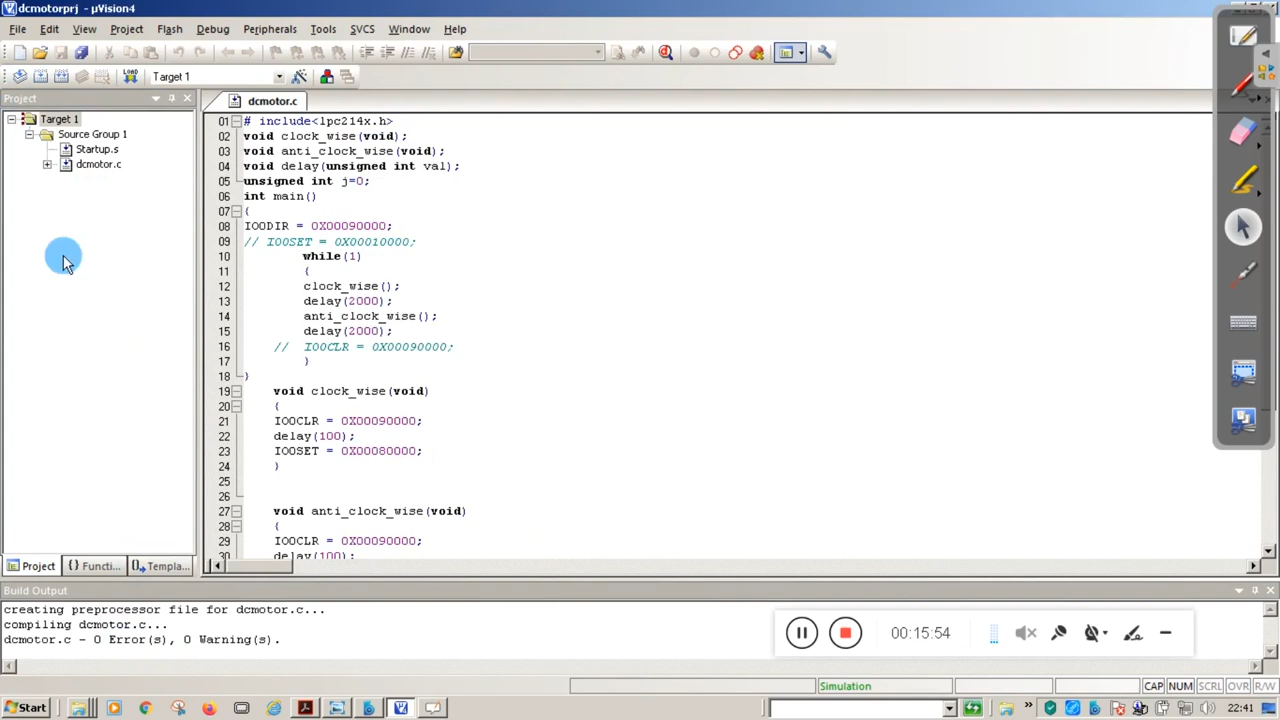 dcmotorprj - µVision4
File Edit View Project Flash Debug Peripherals Tools SVCS Window Help
Target 1
Project
dcmotor.c
Target 1
Source Group 1
Startup.s
dcmotor.c
01 # include<lpc214x.h>
02 void clock_wise(void);
03 void anti_clock_wise(void);
04 void delay(unsigned int val);
05 unsigned int j=0;
06 int main()
07 {
08 IO0DIR = 0X00090000;
09 // IO0SET = 0X00010000;
10 while(1)
11 {
12 clock_wise();
13 delay(2000);
14 anti_clock_wise();
15 delay(2000);
16 // IO0CLR = 0X00090000;
17 }
18 }
19 void clock_wise(void)
20 {
21 IO0CLR = 0X00090000;
22 delay(100);
23 IO0SET = 0X00080000;
24 }
25
26
27 void anti_clock_wise(void)
28 {
29 IO0CLR = 0X00090000;
30 delay(100);
Project {} Functi... Templa...
Build Output
creating preprocessor file for dcmotor.c...
compiling dcmotor.c...
dcmotor.c - 0 Error(s), 0 Warning(s).
00:15:54
Simulation CAP NUM SCRL OVR R/W
Start 22:41